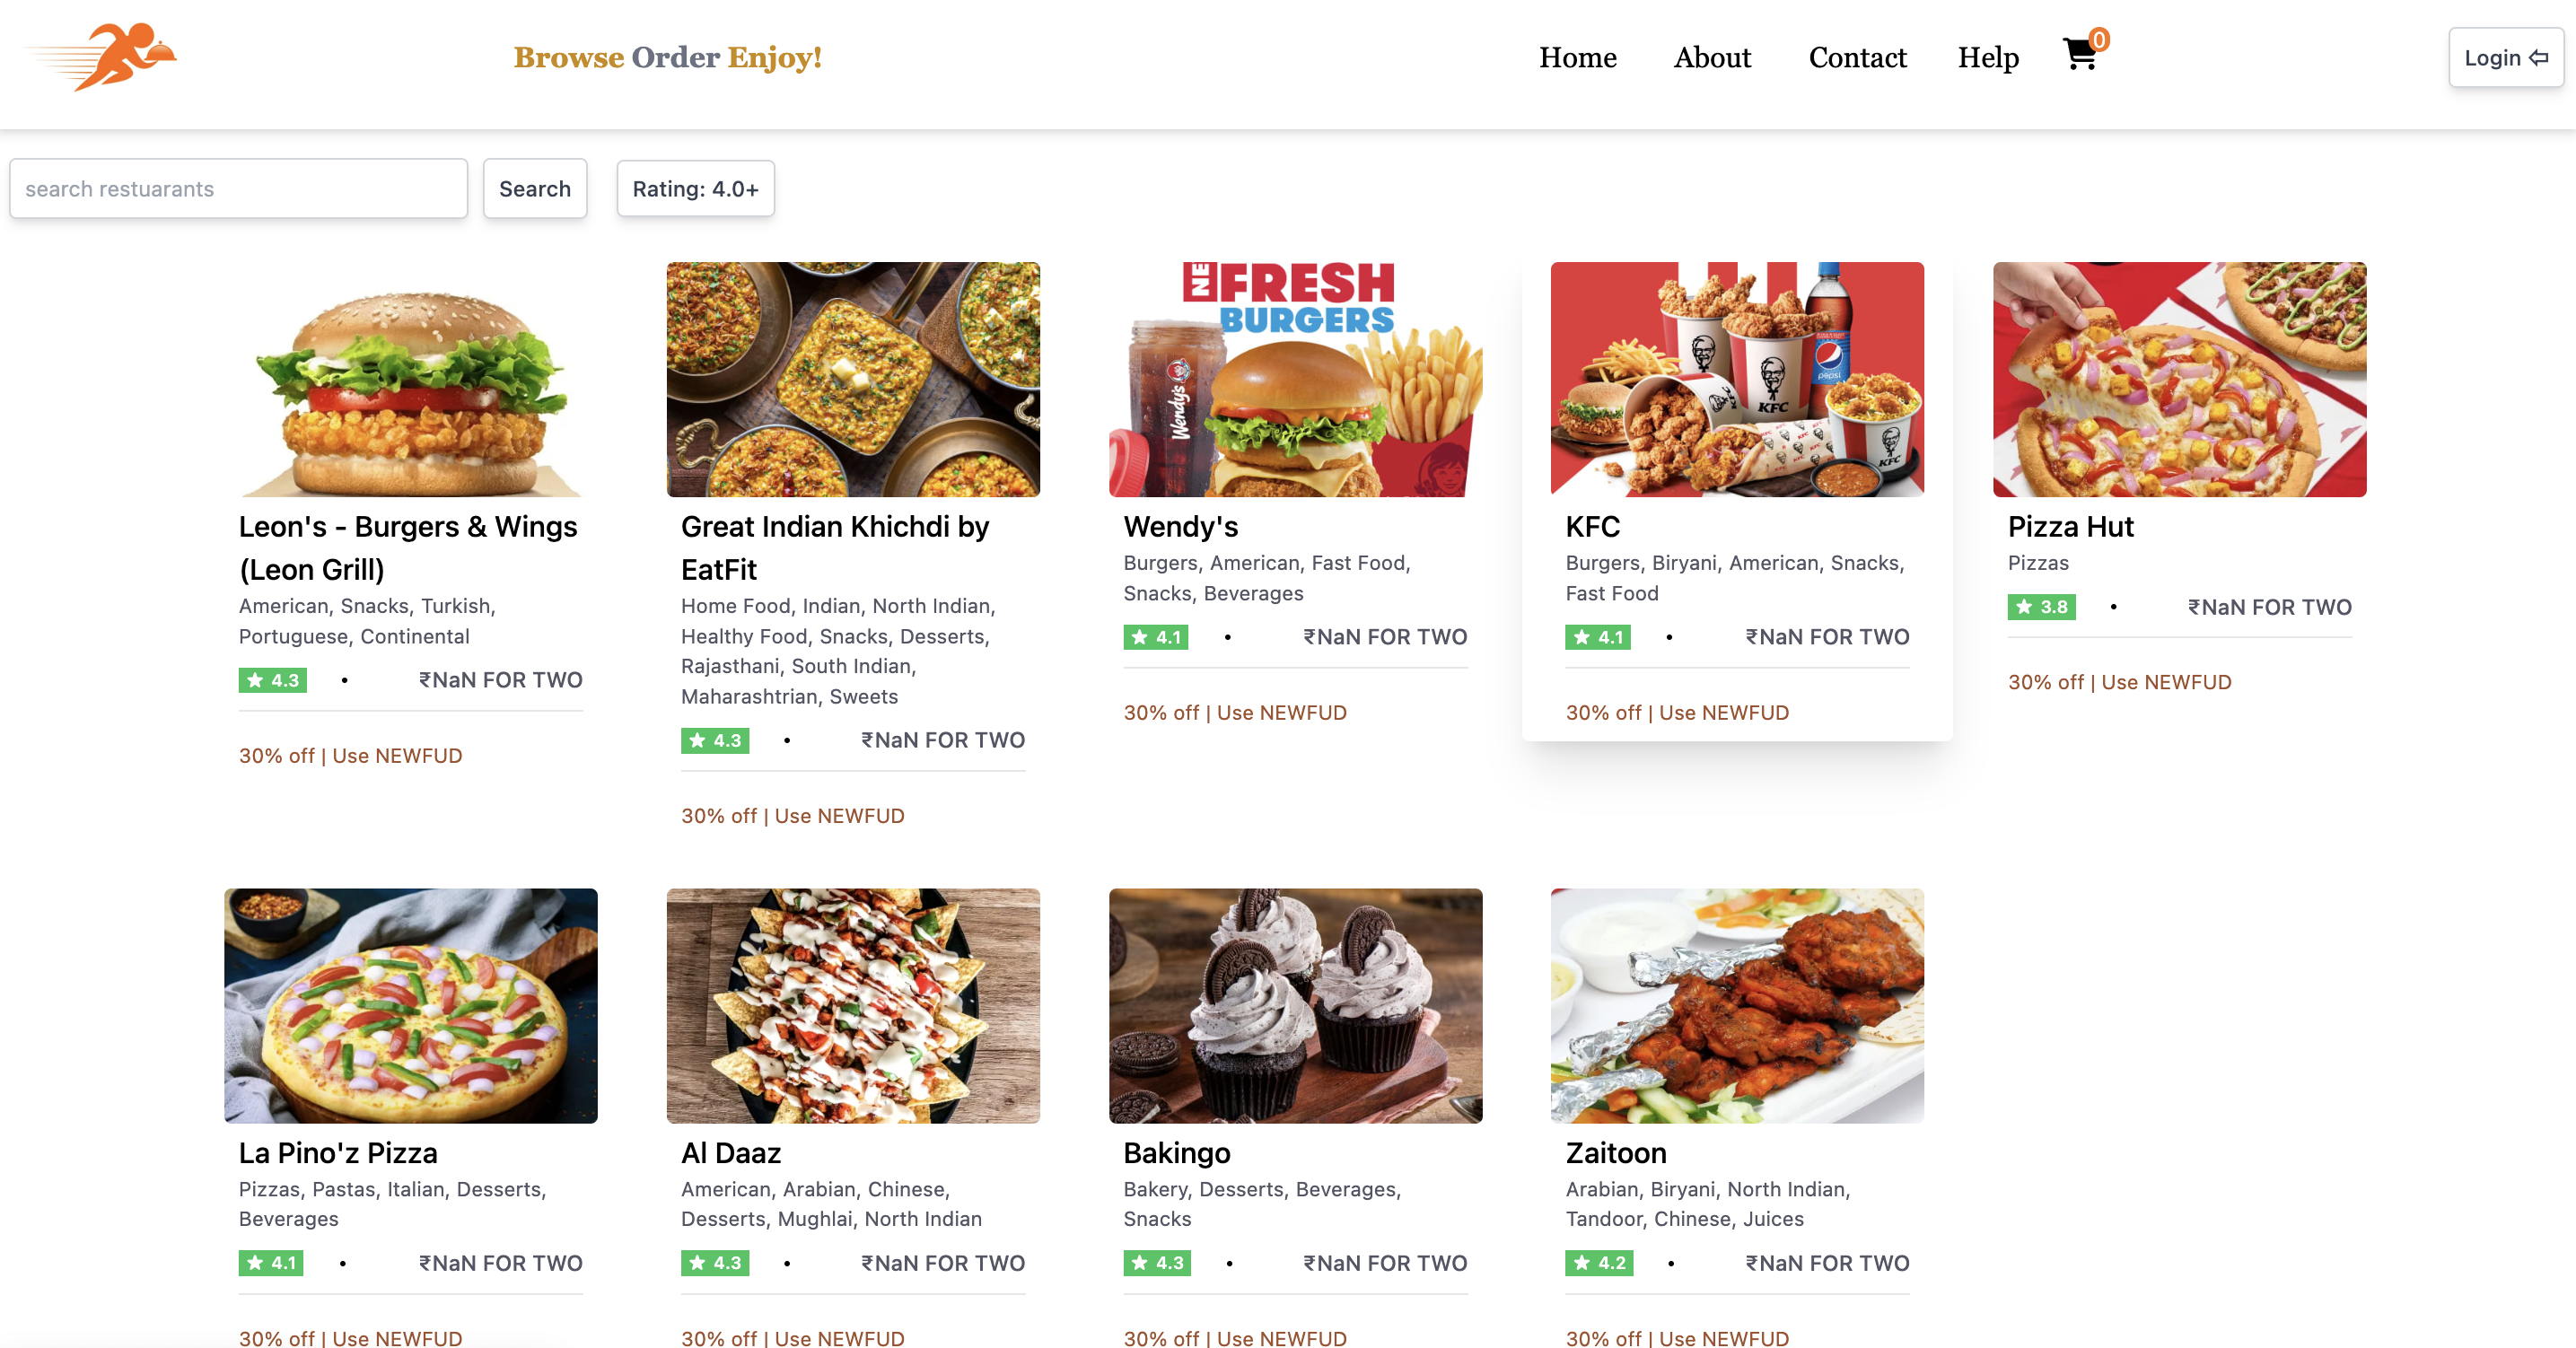 Browse Order Enjoy!
Home About Contact Help 0
Login
search restuarants
Search
Rating: 4.0+
NE FRESH
BURGERS
Wendy's
pepsi
KFC
KFC
Leon's - Burgers & Wings
(Leon Grill)
American, Snacks, Turkish,
Portuguese, Continental
4.3 • ₹NaN FOR TWO
30% off | Use NEWFUD
Great Indian Khichdi by
EatFit
Home Food, Indian, North Indian,
Healthy Food, Snacks, Desserts,
Rajasthani, South Indian,
Maharashtrian, Sweets
4.3 • ₹NaN FOR TWO
30% off | Use NEWFUD
Wendy's
Burgers, American, Fast Food,
Snacks, Beverages
4.1 • ₹NaN FOR TWO
30% off | Use NEWFUD
KFC
Burgers, Biryani, American, Snacks,
Fast Food
4.1 • ₹NaN FOR TWO
30% off | Use NEWFUD
Pizza Hut
Pizzas
3.8 • ₹NaN FOR TWO
30% off | Use NEWFUD
La Pino'z Pizza
Pizzas, Pastas, Italian, Desserts,
Beverages
4.1 • ₹NaN FOR TWO
30% off | Use NEWFUD
Al Daaz
American, Arabian, Chinese,
Desserts, Mughlai, North Indian
4.3 • ₹NaN FOR TWO
30% off | Use NEWFUD
Bakingo
Bakery, Desserts, Beverages,
Snacks
4.3 • ₹NaN FOR TWO
30% off | Use NEWFUD
Zaitoon
Arabian, Biryani, North Indian,
Tandoor, Chinese, Juices
4.2 • ₹NaN FOR TWO
30% off | Use NEWFUD